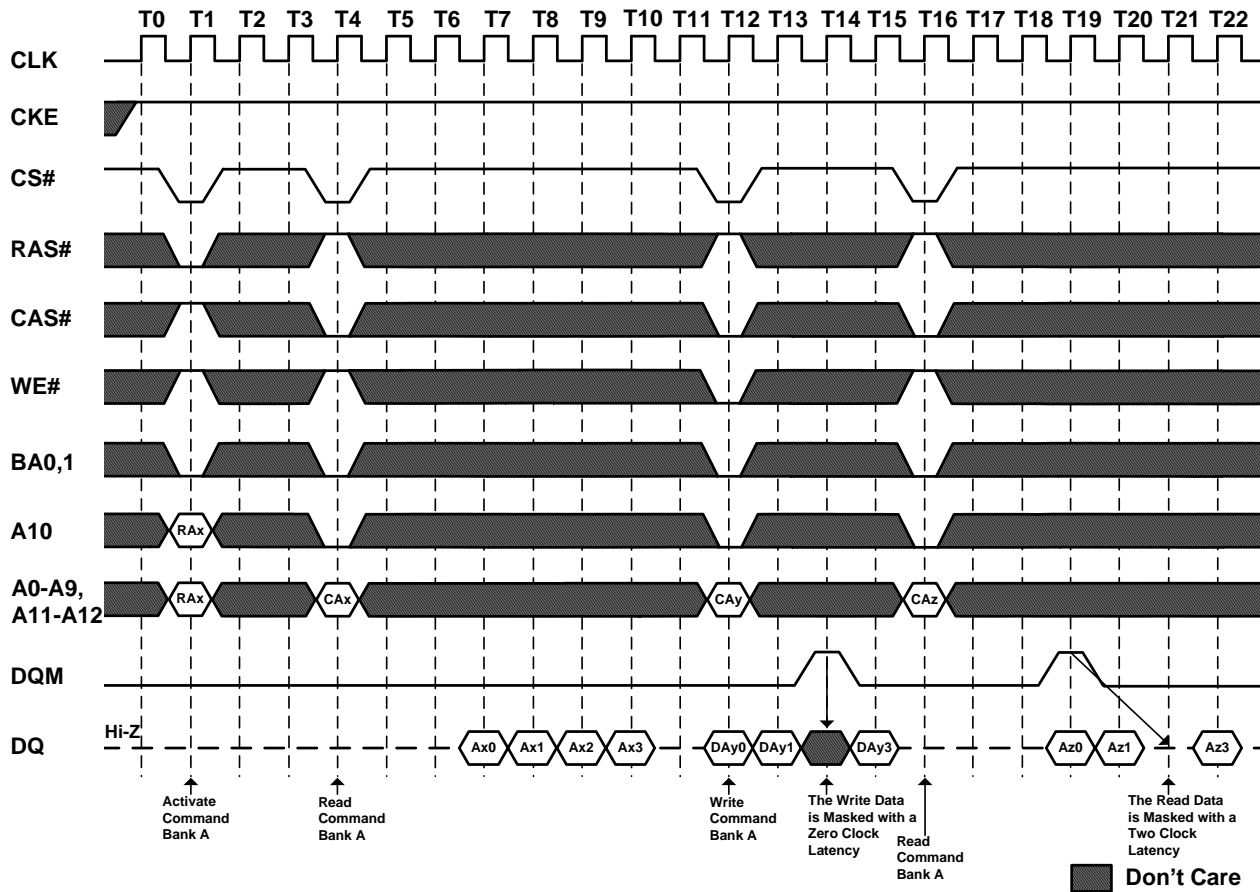 T0 T1 T2 T3 T4 T5 T6 T7 T8 T9 T10 T11 T12 T13 T14 T15 T16 T17 T18 T19 T20 T21 T22
CLK
CKE
CS#
RAS#
CAS#
WE#
BA0,1
A10 RAx
A0-A9,
A11-A12 RAx CAx CAy CAz
DQM
Hi-Z
DQ Ax0 Ax1 Ax2 Ax3 DAy0 DAy1 DAy3 Az0 Az1 Az3
Activate
Command
Bank A
Read
Command
Bank A
Write
Command
Bank A
The Write Data
is Masked with a
Zero Clock
Latency
Read
Command
Bank A
The Read Data
is Masked with a
Two Clock
Latency
Don't Care